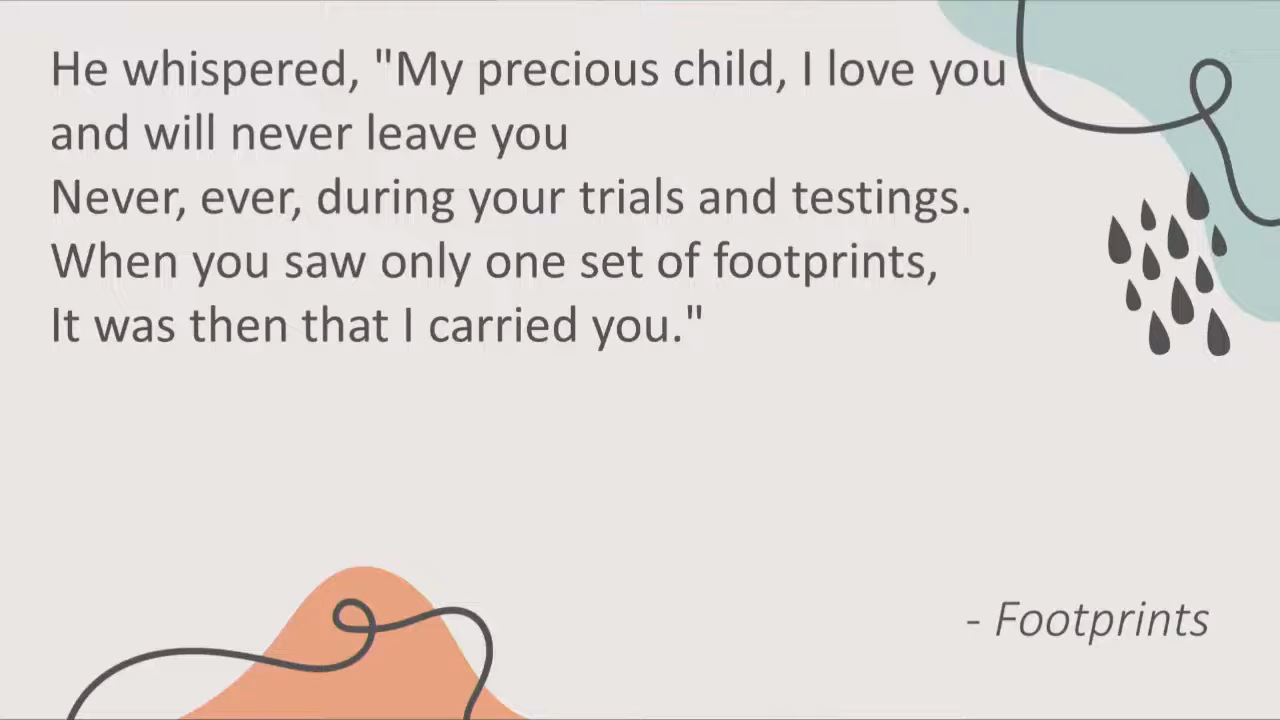 He whispered, "My precious child, I love you
and will never leave you
Never, ever, during your trials and testings.
When you saw only one set of footprints,
It was then that I carried you."
- Footprints